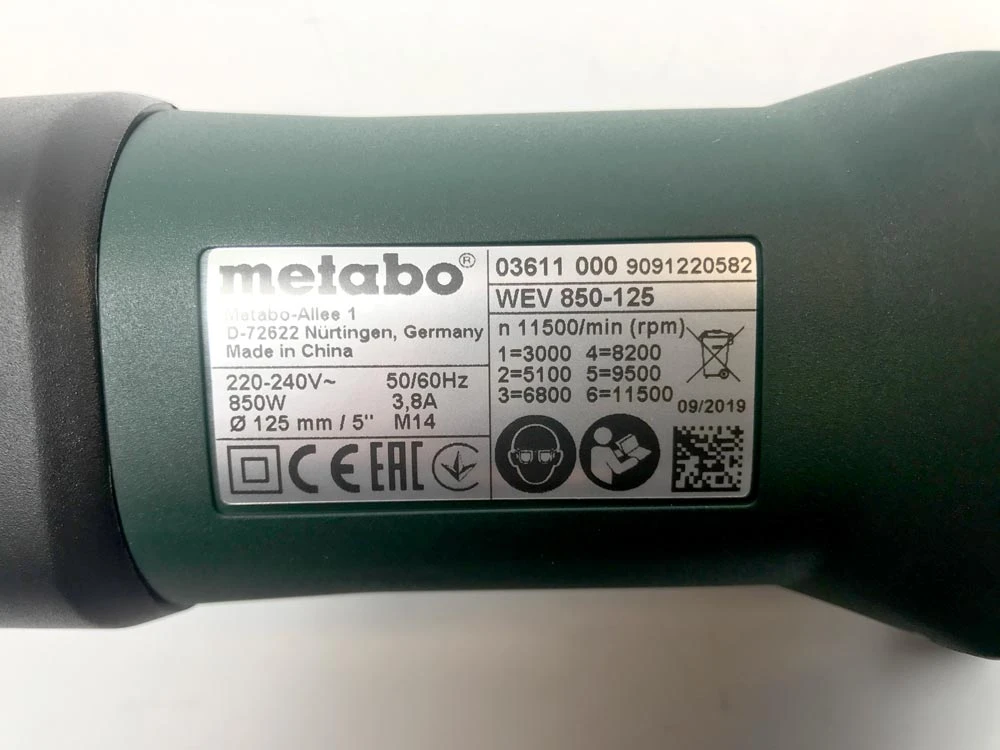 metabo®
Metabo-Allee 1
D-72622 Nürtingen, Germany
Made in China
220-240V~ 50/60Hz
850W 3,8A
Ø 125 mm / 5" M14
CE EAC
03611 000 9091220582
WEV 850-125
n 11500/min (rpm)
1=3000 4=8200
2=5100 5=9500
3=6800 6=11500
09/2019